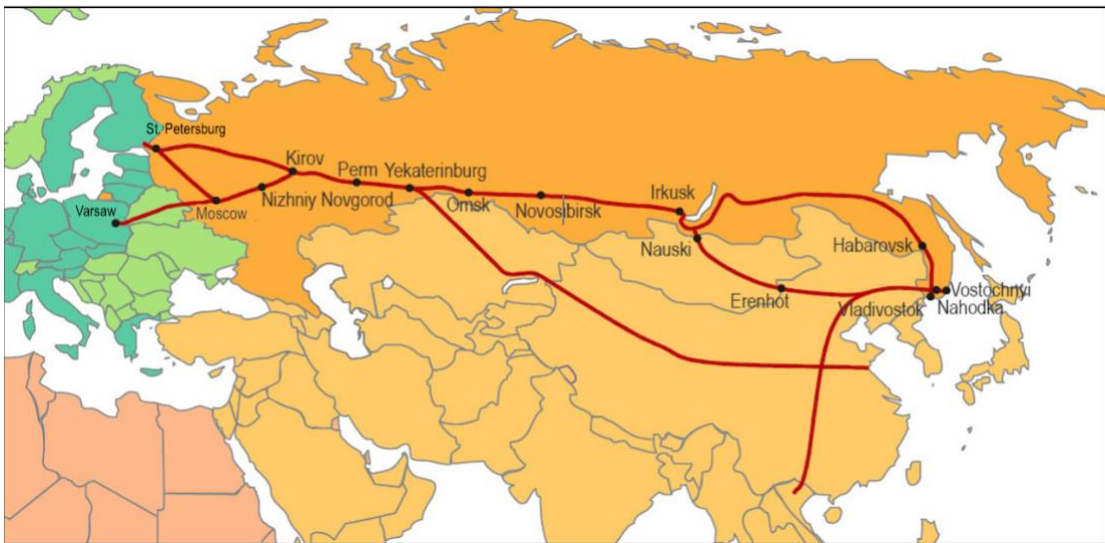 St. Petersburg
Kirov
Perm Yekaterinburg
Nizhniy Novgorod
Moscow
Varsaw
Omsk
Novosibirsk
Irkusk
Nauski
Habarovsk
Erenhot
Vladivostok
Vostochnyi
Nahodka